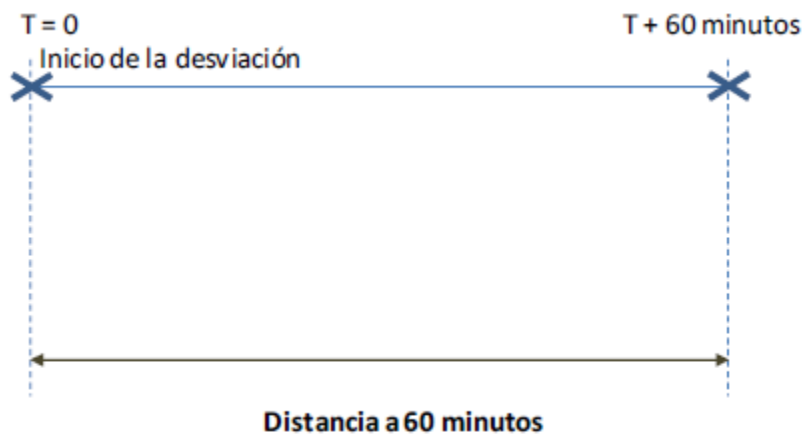 T = 0
T + 60 minutos
Inicio de la desviación
Distancia a 60 minutos